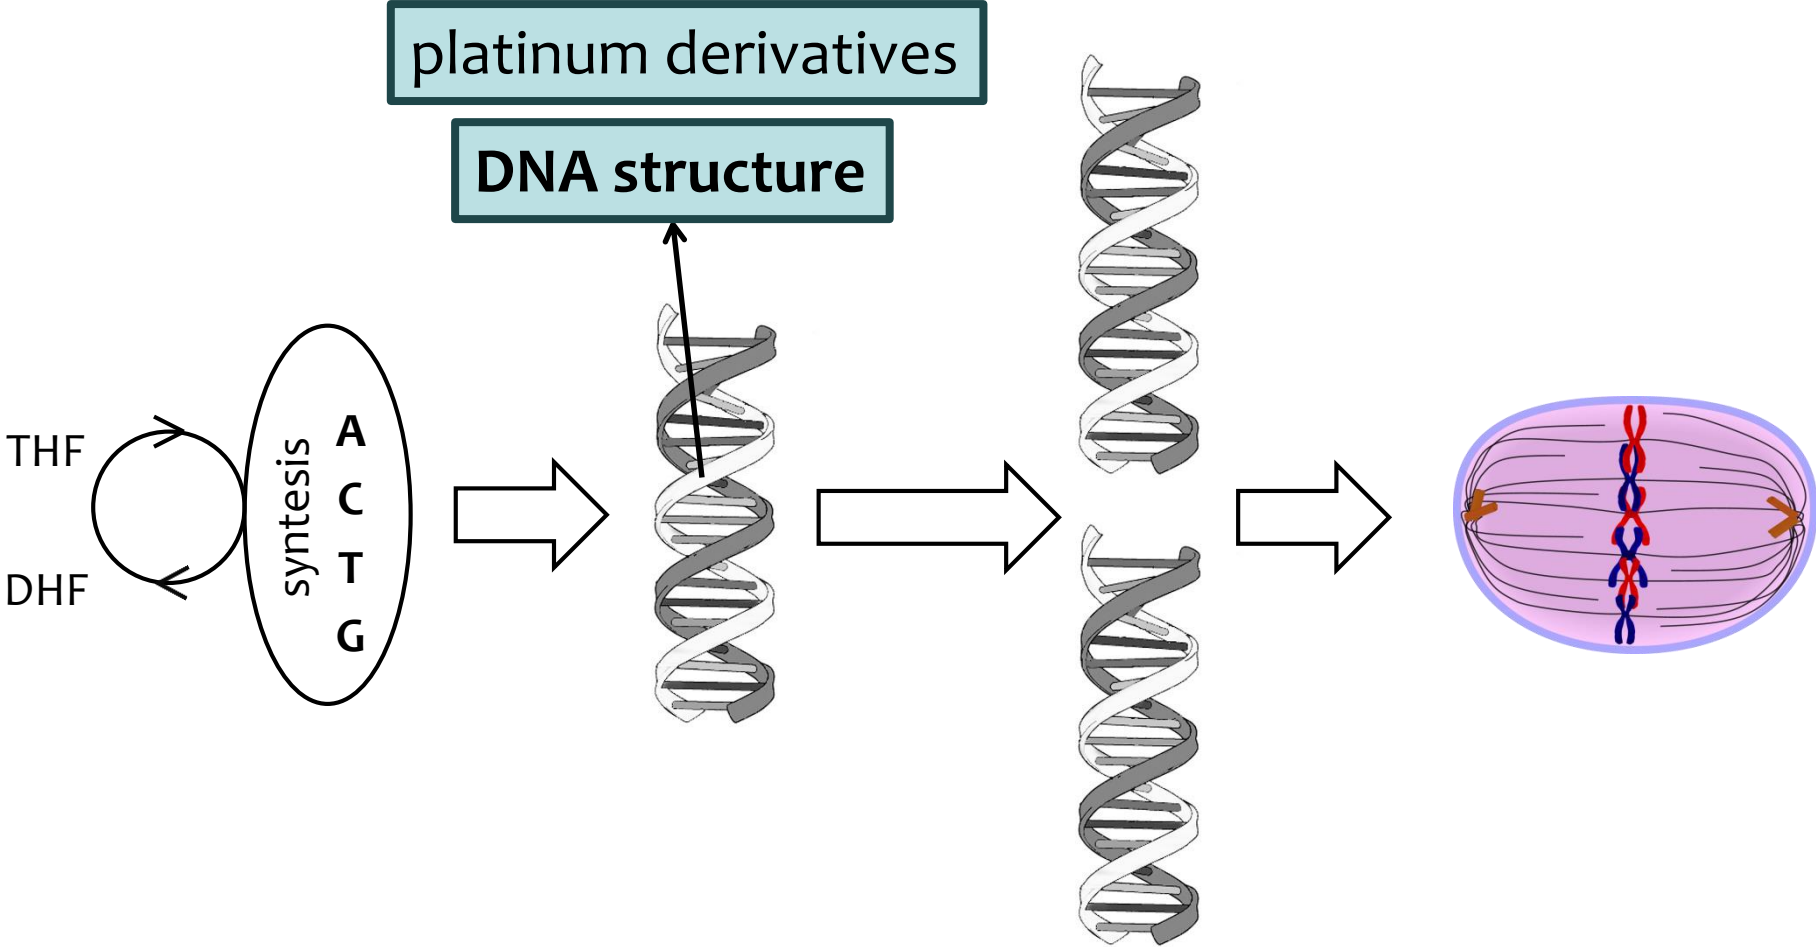 platinum derivatives
DNA structure
THF
DHF
syntesis
A
C
T
G